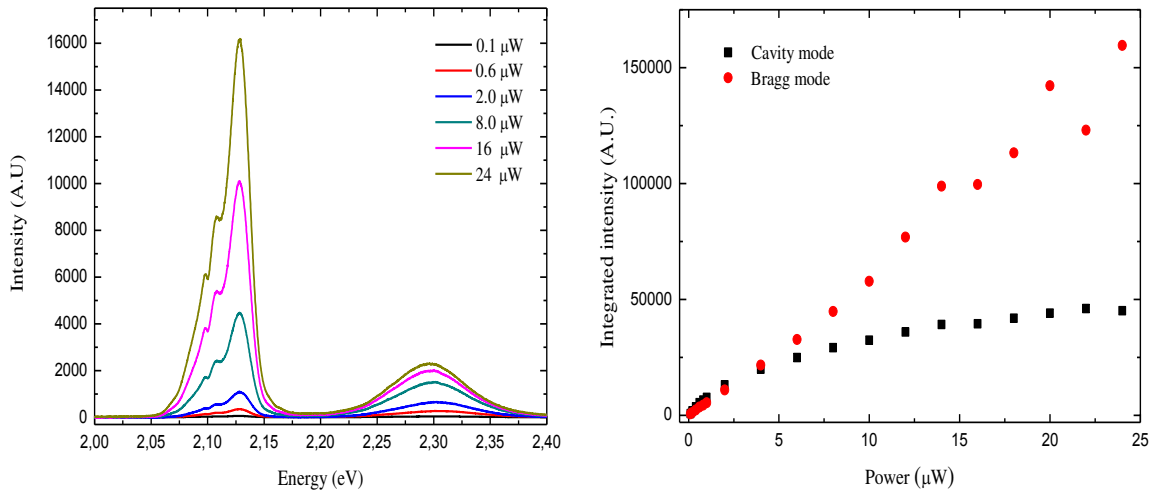 16000
14000
12000
10000
8000
6000
4000
2000
0
Intensity (A.U)
0.1 µW
0.6 µW
2.0 µW
8.0 µW
16 µW
24 µW
2,00 2,05 2,10 2,15 2,20 2,25 2,30 2,35 2,40
Energy (eV)
150000
100000
50000
0
Integrated intensity (A.U.)
Cavity mode
Bragg mode
0 5 10 15 20 25
Power (µW)